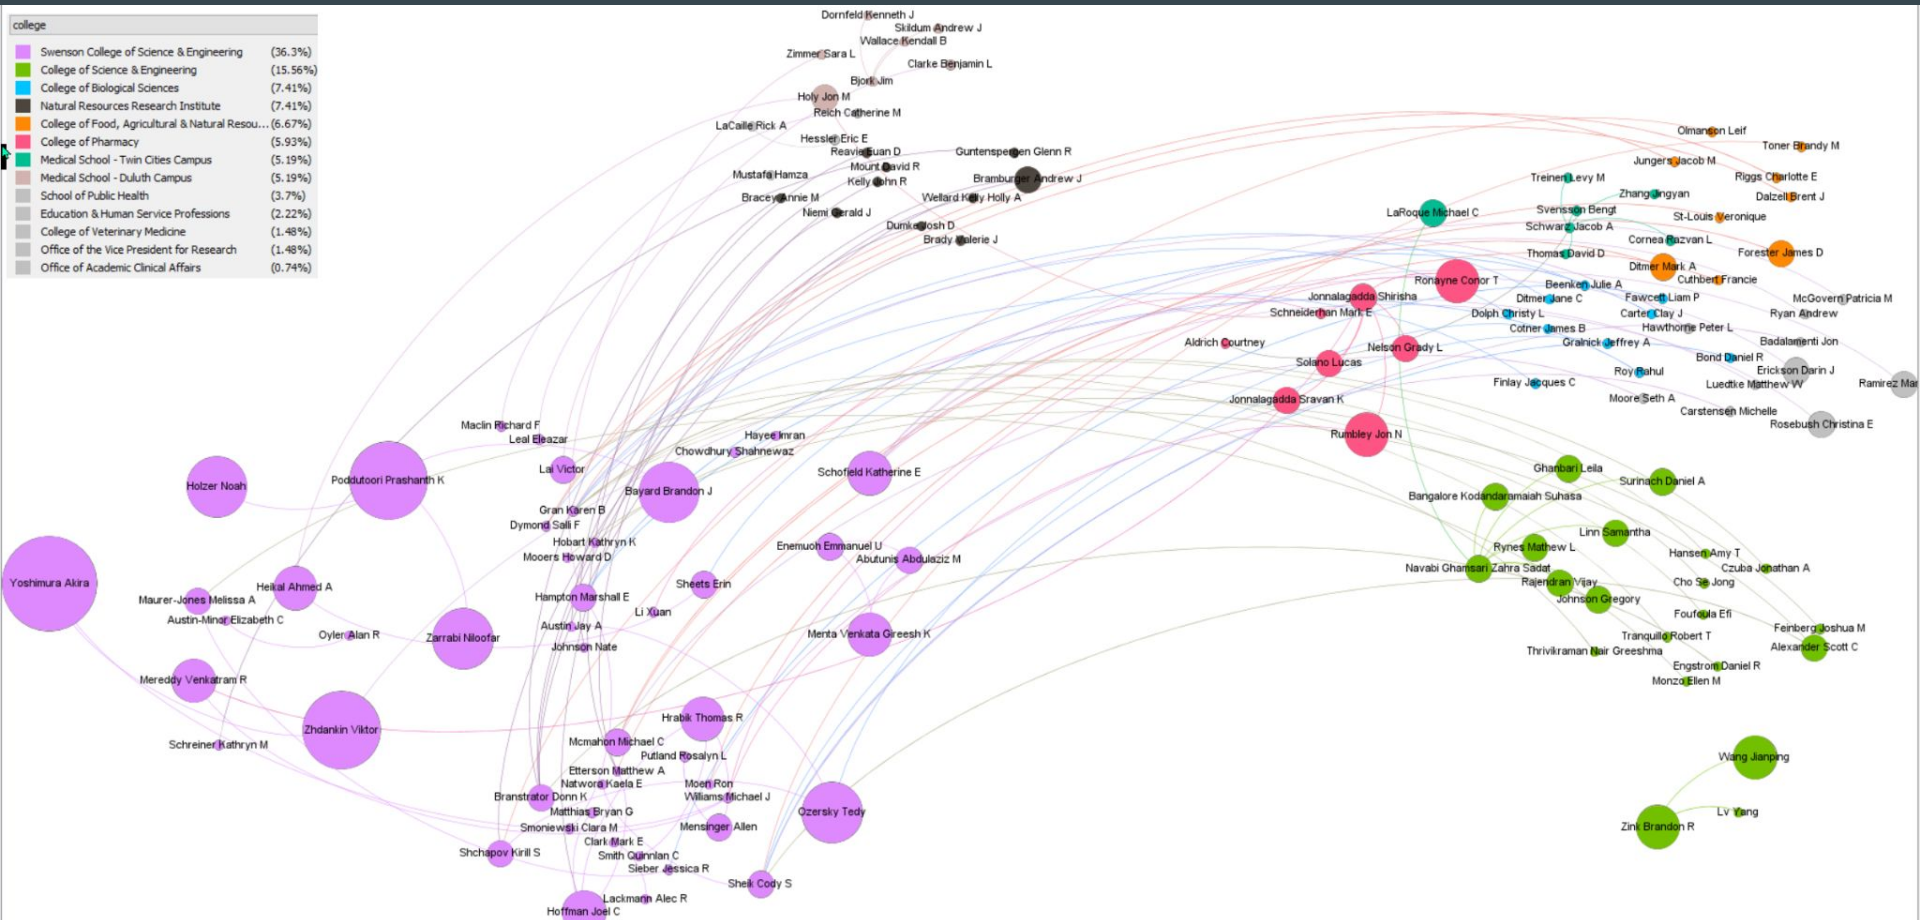 college
Swenson College of Science & Engineering (36.3%)
College of Science & Engineering (15.56%)
College of Biological Sciences (7.41%)
Natural Resources Research Institute (7.41%)
College of Food, Agricultural & Natural Resou... (6.67%)
College of Pharmacy (5.93%)
Medical School - Twin Cities Campus (5.19%)
Medical School - Duluth Campus (5.19%)
School of Public Health (3.7%)
Education & Human Service Professions (2.22%)
College of Veterinary Medicine (1.48%)
Office of the Vice President for Research (1.48%)
Office of Academic Clinical Affairs (0.74%)
Dornfeld Kenneth J
Skildum Andrew J
Wallace Kendall B
Zimmer Sara L
Clarke Benjamin L
Bjork Jim
Holy Jon M
Reich Catherine M
LaCaille Rick A
Hessler Eric E
Reavie Euan D
Guntenspergen Glenn R
Mount David R
Mustafa Hamza
Kelly John R
Bramburger Andrew J
Bracey Annie M
Wellard Kelly Holly A
Niemi Gerald J
Dumke Josh D
Brady Valerie J
Olmanson Leif
Toner Brandy M
Jungers Jacob M
Treinen Levy M
Riggs Charlotte E
Zhang Jingyan
Dalzell Brent J
LaRoque Michael C
Svensson Bengt
St-Louis Veronique
Schwarz Jacob A
Cornea Razvan L
Thomas David D
Forester James D
Ditmer Mark A
Ronayne Conor T
Cuthbert Francie
Beenken Julie A
Jonnalagadda Shirisha
Ditmer Jane C
Fawcett Liam P
McGovern Patricia M
Schneiderhan Mark E
Dolph Christy L
Carter Clay J
Ryan Andrew
Cotner James B
Hawthorne Peter L
Aldrich Courtney
Nelson Grady L
Gralnick Jeffrey A
Badalamenti Jon
Solano Lucas
Bond Daniel R
Roy Rahul
Erickson Darin J
Finlay Jacques C
Luedtke Matthew W
Ramirez Mar
Jonnalagadda Sravan K
Moore Seth A
Carstensen Michelle
Rosebush Christina E
Rumbley Jon N
Maclin Richard F
Leal Eleazar
Hayee Imran
Chowdhury Shahnewaz
Lai Victor
Schofield Katherine E
Poddutoori Prashanth K
Holzer Noah
Bayard Brandon J
Gran Karen B
Dymond Salli F
Hobart Kathryn K
Mooers Howard D
Enemuoh Emmanuel U
Abutunis Abdulaziz M
Ghanbari Leila
Surinach Daniel A
Bangalore Kodandaramaiah Suhasa
Linn Samantha
Rynes Mathew L
Hansen Amy T
Navabi Ghamsari Zahra Sadat
Czuba Jonathan A
Rajendran Vijay
Cho Se Jong
Johnson Gregory
Foufoula Efi
Feinberg Joshua M
Tranquillo Robert T
Alexander Scott C
Thrivikraman Nair Greeshma
Engstrom Daniel R
Monzo Ellen M
Yoshimura Akira
Heikal Ahmed A
Sheets Erin
Maurer-Jones Melissa A
Hampton Marshall E
Austin-Minor Elizabeth C
Li Xuan
Oyler Alan R
Austin Jay A
Zarrabi Niloofar
Menta Venkata Gireesh K
Johnson Nate
Mereddy Venkatram R
Hrabik Thomas R
Zhdankin Viktor
Schreiner Kathryn M
Mcmahon Michael C
Putland Rosalyn L
Etterson Matthew A
Natwora Kaela E
Moen Ron
Branstrator Donn K
Williams Michael J
Matthias Bryan G
Ozersky Tedy
Smoniewski Clara M
Mensinger Allen
Clark Mark E
Shchapov Kirill S
Smith Quinnlan C
Sieber Jessica R
Sheik Cody S
Lackmann Alec R
Hoffman Joel C
Wang Jianping
Lv Yang
Zink Brandon R